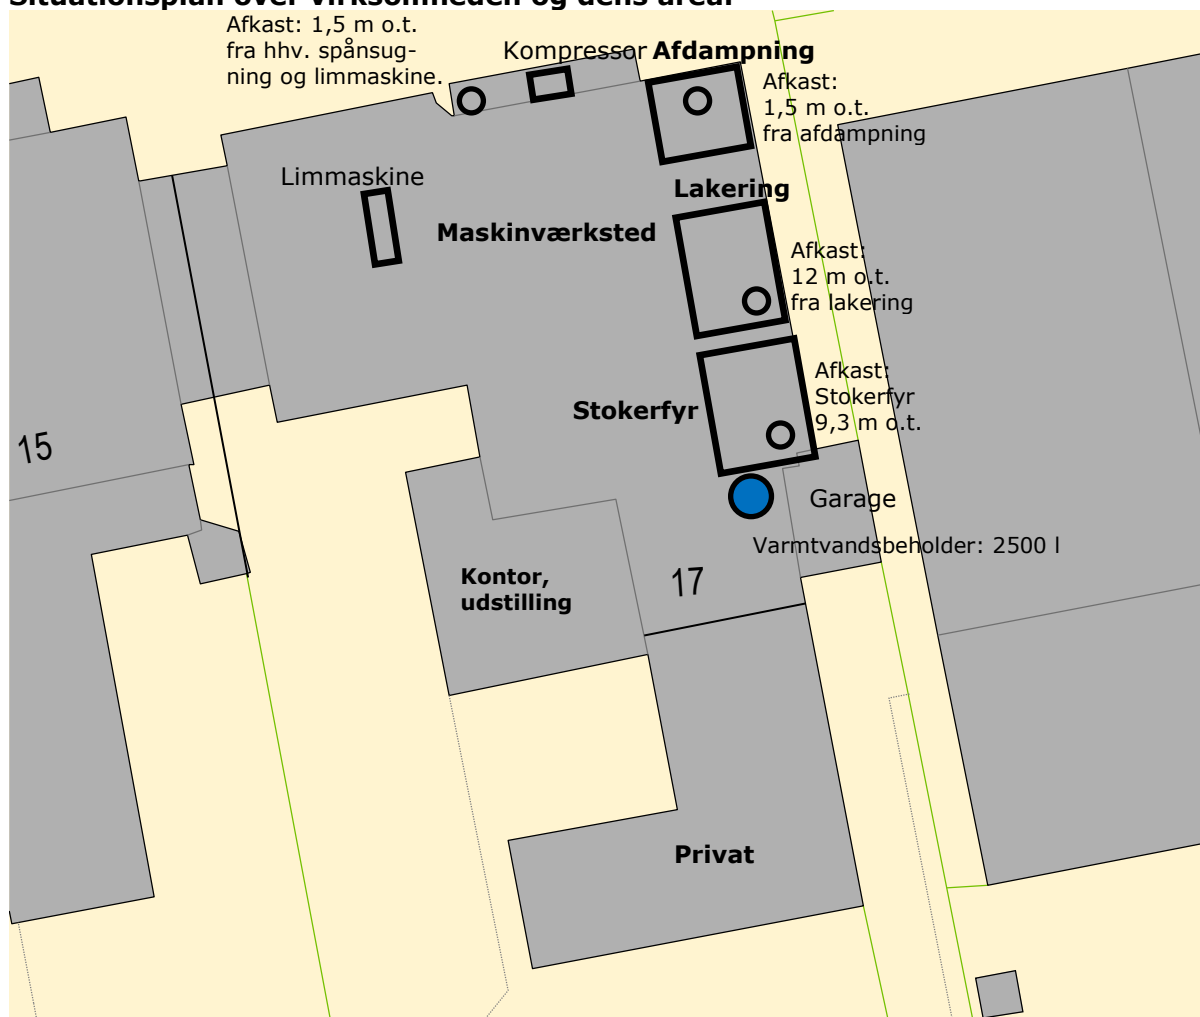 Situationsplan over virksomheden og dens areal
Afkast: 1,5 m o.t.
fra hhv. spånsug-
ning og limmaskine.
Kompressor
Afdampning
Afkast:
1,5 m o.t.
fra afdampning
Limmaskine
Lakering
Maskinværksted
Afkast:
12 m o.t.
fra lakering
Afkast:
Stokerfyr
9,3 m o.t.
Stokerfyr
15
Garage
Varmtvandsbeholder: 2500 l
Kontor,
udstilling
17
Privat